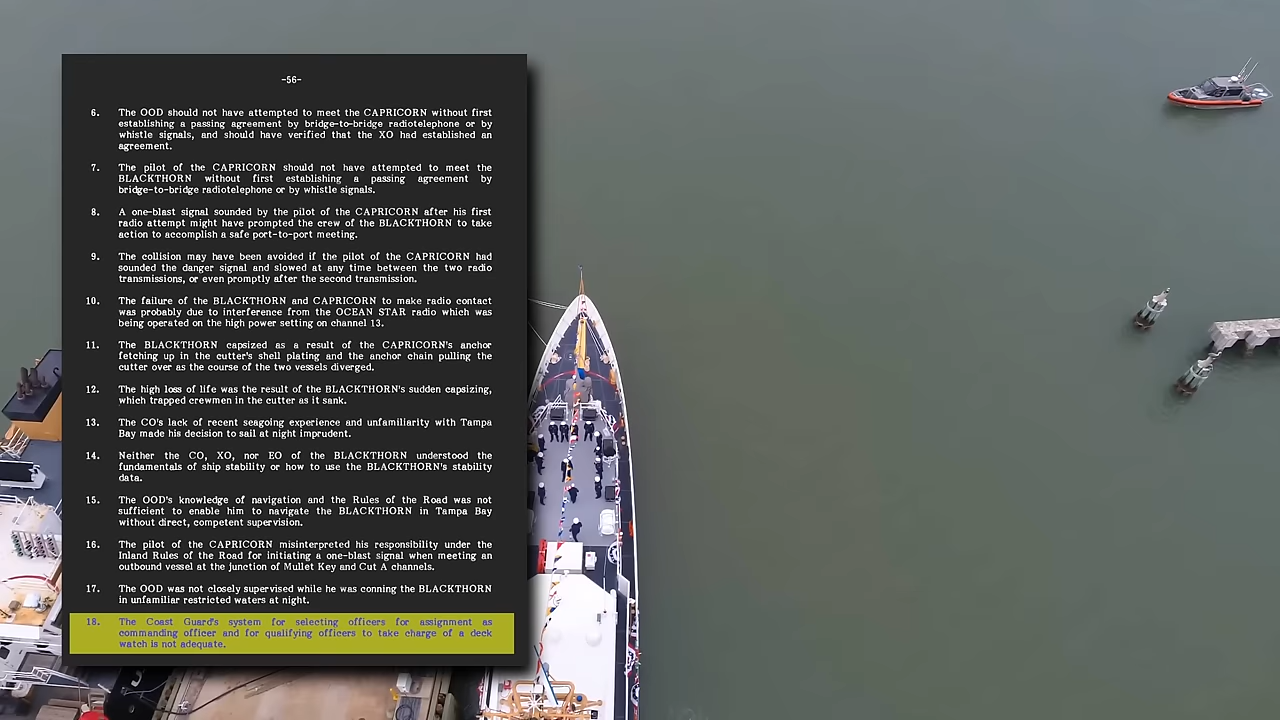 -56-
6. The OOD should not have attempted to meet the CAPRICORN without first
establishing a passing agreement by bridge-to-bridge radiotelephone or by
whistle signals, and should have verified that the XO had established an
agreement.
7. The pilot of the CAPRICORN should not have attempted to meet the
BLACKTHORN without first establishing a passing agreement by
bridge-to-bridge radiotelephone or by whistle signals.
8. A one-blast signal sounded by the pilot of the CAPRICORN after his first
radio attempt might have prompted the crew of the BLACKTHORN to take
action to accomplish a safe port-to-port meeting.
9. The collision may have been avoided if the pilot of the CAPRICORN had
sounded the danger signal and slowed at any time between the two radio
transmissions, or even promptly after the second transmission.
10. The failure of the BLACKTHORN and CAPRICORN to make radio contact
was probably due to interference from the OCEAN STAR radio which was
being operated on the high power setting on channel 13.
11. The BLACKTHORN capsized as a result of the CAPRICORN's anchor
fetching up in the cutter's shell plating and the anchor chain pulling the
cutter over as the course of the two vessels diverged.
12. The high loss of life was the result of the BLACKTHORN's sudden capsizing,
which trapped crewmen in the cutter as it sank.
13. The CO's lack of recent seagoing experience and unfamiliarity with Tampa
Bay made his decision to sail at night imprudent.
14. Neither the CO, XO, nor EO of the BLACKTHORN understood the
fundamentals of ship stability or how to use the BLACKTHORN's stability
data.
15. The OOD's knowledge of navigation and the Rules of the Road was not
sufficient to enable him to navigate the BLACKTHORN in Tampa Bay
without direct, competent supervision.
16. The pilot of the CAPRICORN misinterpreted his responsibility under the
Inland Rules of the Road for initiating a one-blast signal when meeting an
outbound vessel at the junction of Mullet Key and Cut A channels.
17. The OOD was not closely supervised while he was conning the BLACKTHORN
in unfamiliar restricted waters at night.
18. The Coast Guard's system for selecting officers for assignment as
commanding officer and for qualifying officers to take charge of a deck
watch is not adequate.